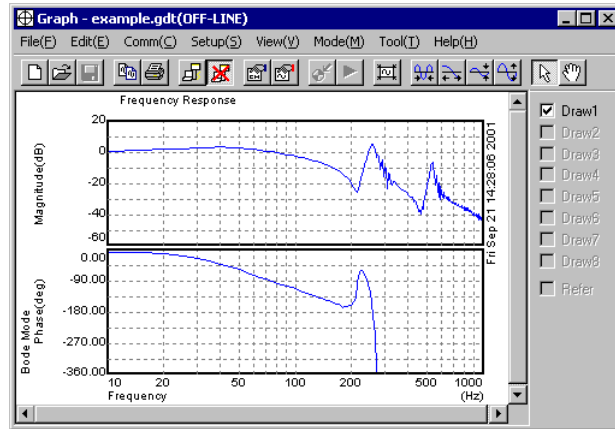 Graph - example.gdt(OFF-LINE)
File(F) Edit(E) Comm(C) Setup(S) View(V) Mode(M) Tool(T) Help(H)
Frequency Response
Magnitude(dB)
20
0
-20
-40
-60
Fri Sep 21 14:28:06 2001
Bode Mode
Phase(deg)
0.00
-90.00
-180.00
-270.00
-360.00
10 20 50 100 200 500 1000
Frequency (Hz)
Draw1
Draw2
Draw3
Draw4
Draw5
Draw6
Draw7
Draw8
Refer